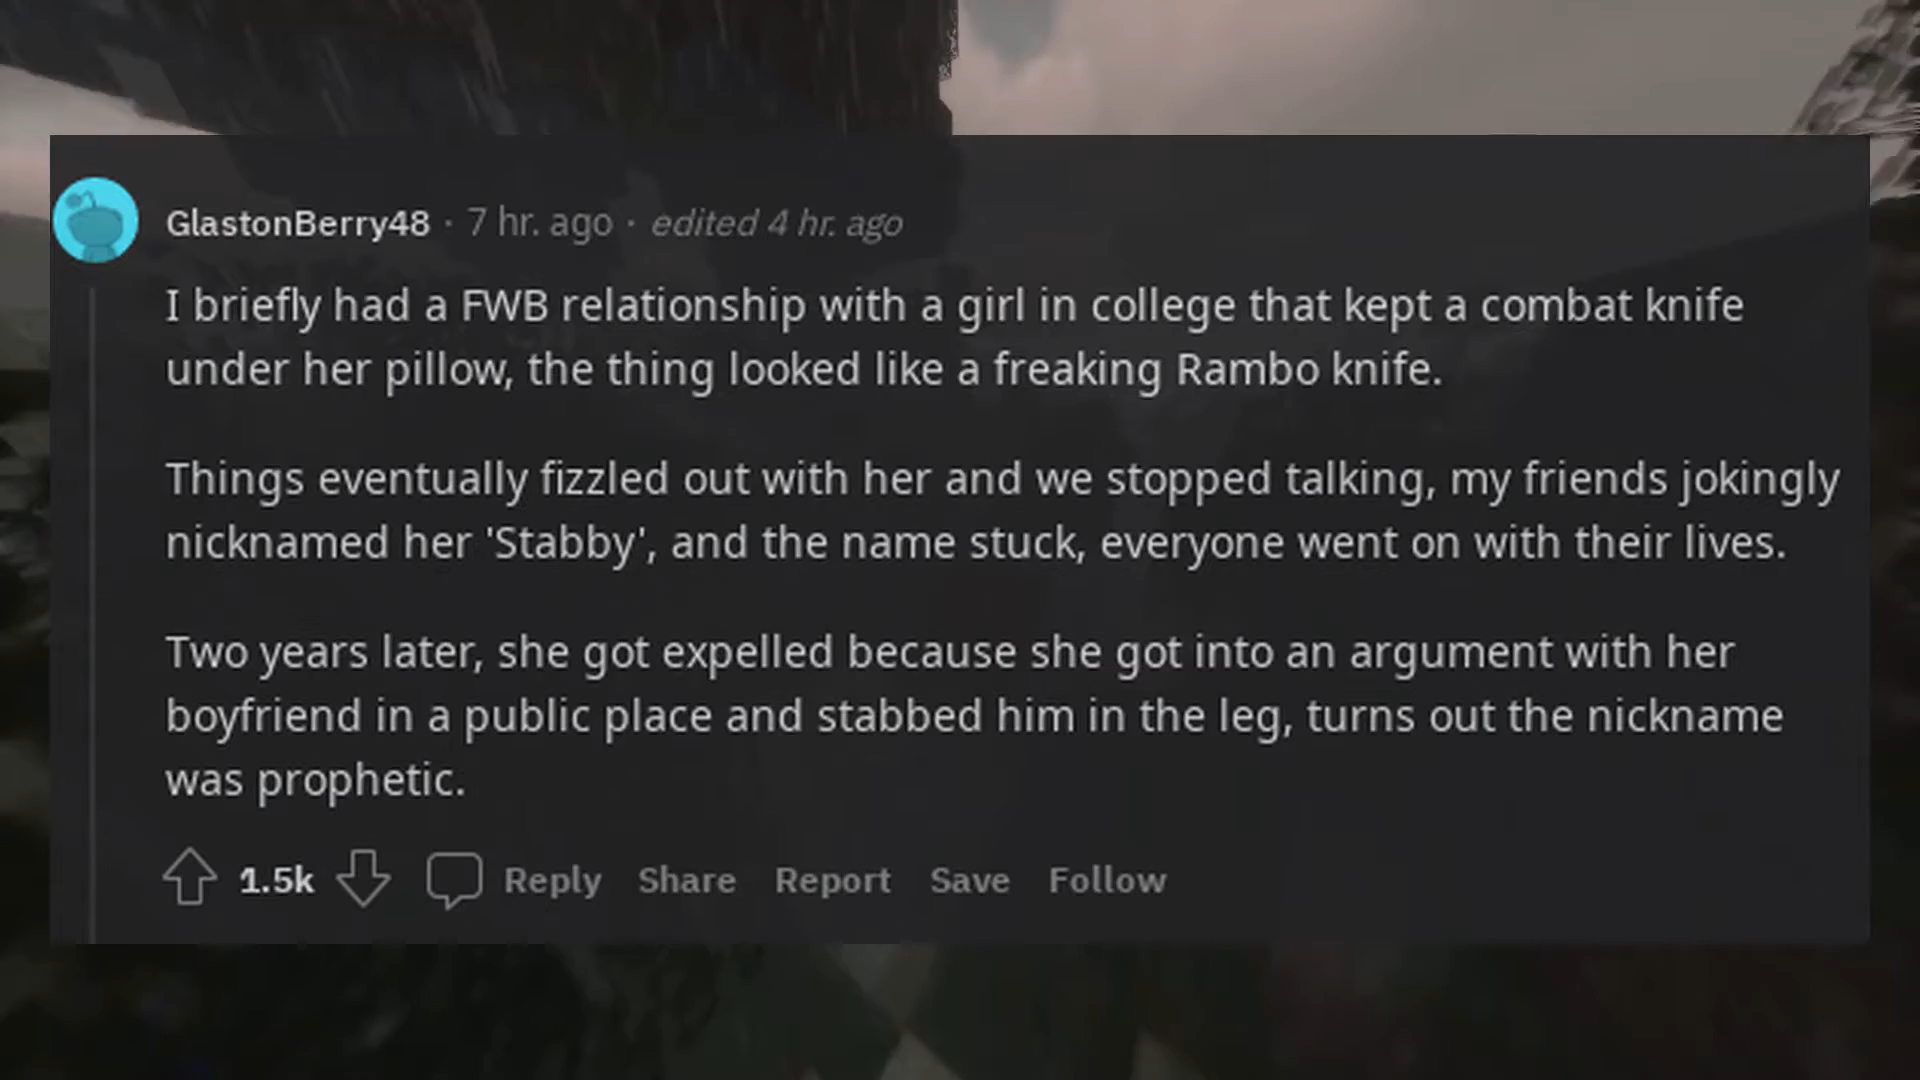 GlastonBerry48 · 7 hr. ago · edited 4 hr. ago
I briefly had a FWB relationship with a girl in college that kept a combat knife
under her pillow, the thing looked like a freaking Rambo knife.
Things eventually fizzled out with her and we stopped talking, my friends jokingly
nicknamed her 'Stabby', and the name stuck, everyone went on with their lives.
Two years later, she got expelled because she got into an argument with her
boyfriend in a public place and stabbed him in the leg, turns out the nickname
was prophetic.
1.5k Reply Share Report Save Follow